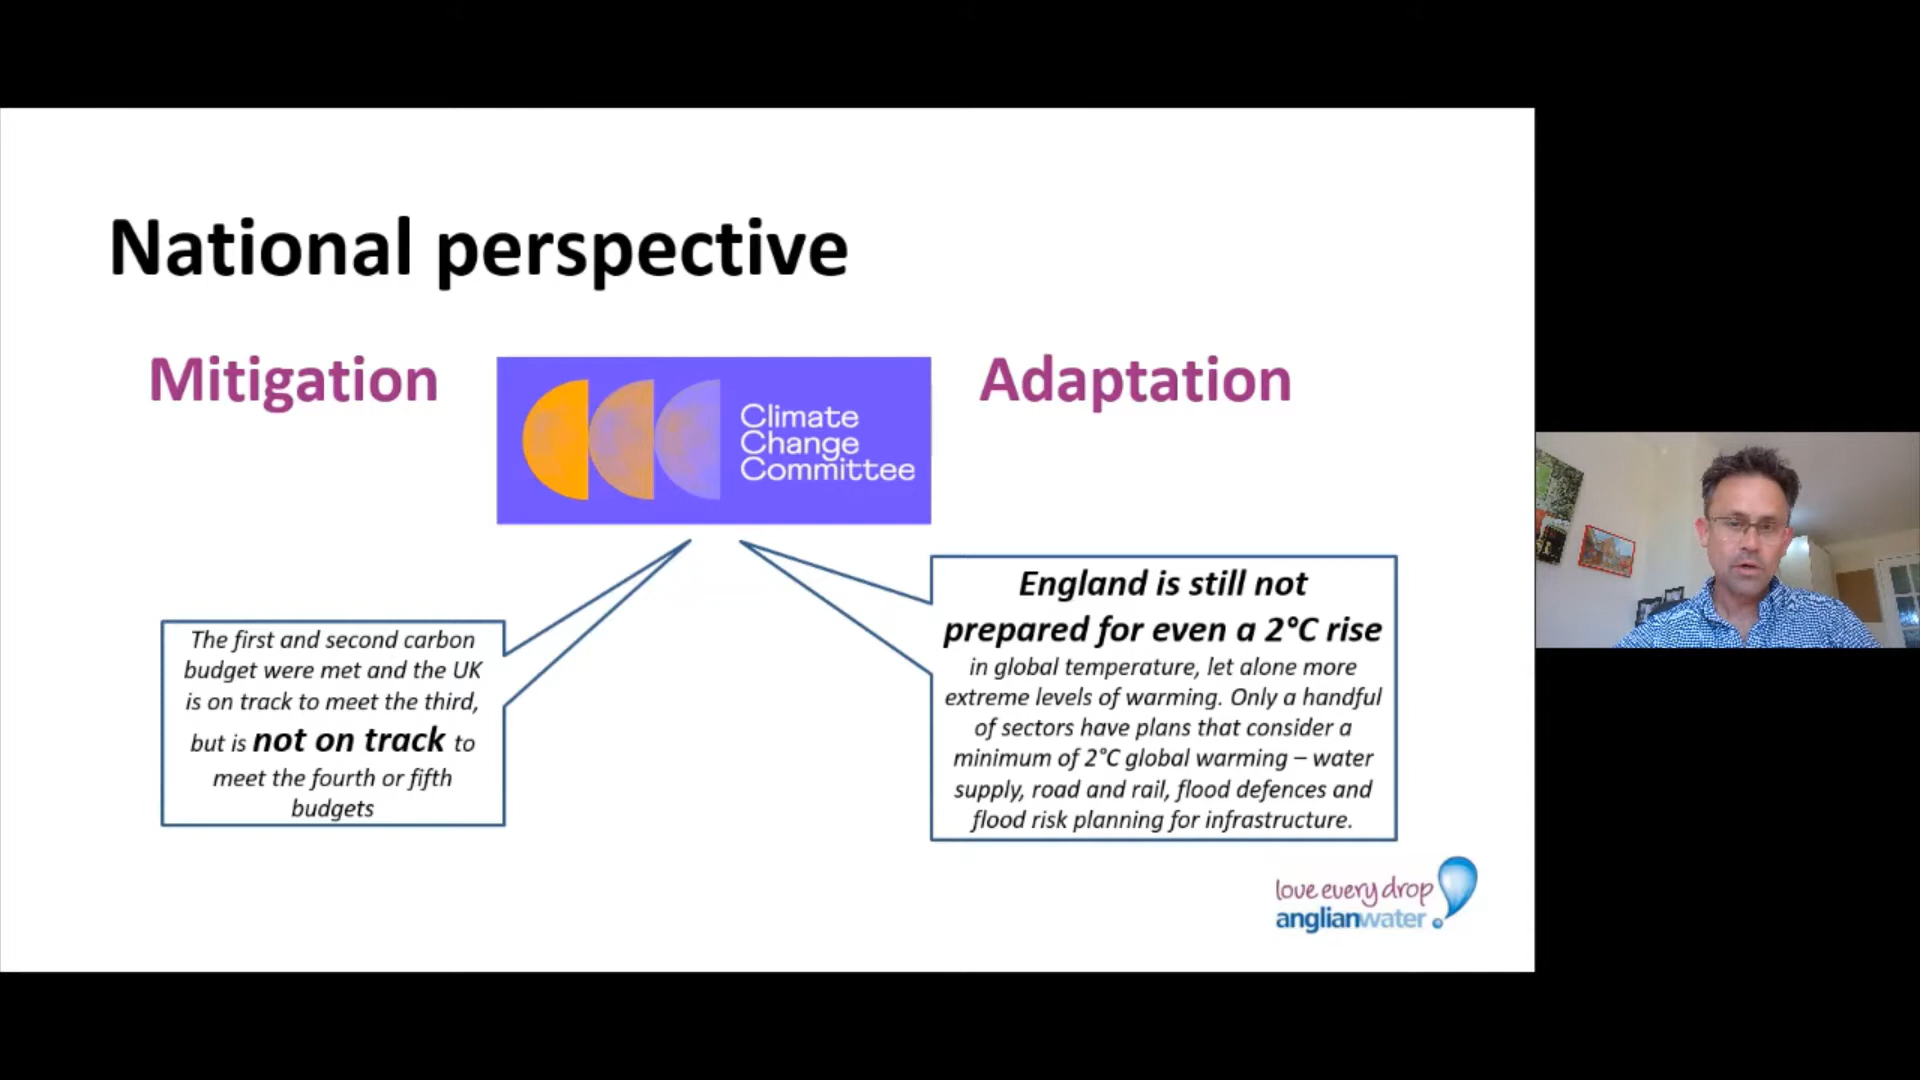 National perspective
Mitigation
Climate
Change
Committee
Adaptation
The first and second carbon
budget were met and the UK
is on track to meet the third,
but is not on track to
meet the fourth or fifth
budgets
England is still not
prepared for even a 2°C rise
in global temperature, let alone more
extreme levels of warming. Only a handful
of sectors have plans that consider a
minimum of 2°C global warming – water
supply, road and rail, flood defences and
flood risk planning for infrastructure.
love every drop
anglianwater